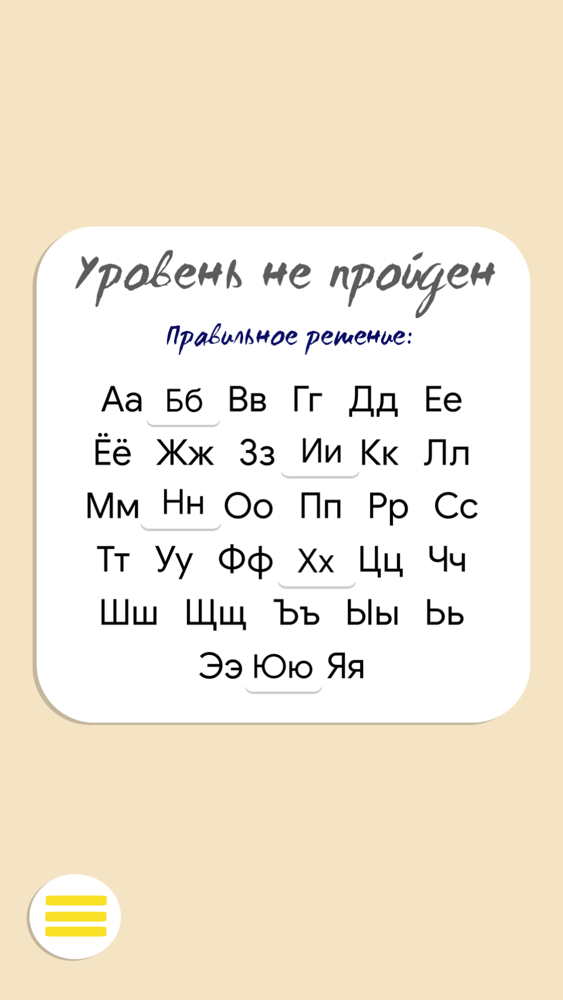 Уровень не пройден
Правильное решение:
Аа Бб Вв Гг Дд Ее
Ёё Жж Зз Ии Кк Лл
Мм Нн Оо Пп Рр Сс
Тт Уу Фф Хх Цц Чч
Шш Щщ Ъъ Ыы Ьь
Ээ Юю Яя